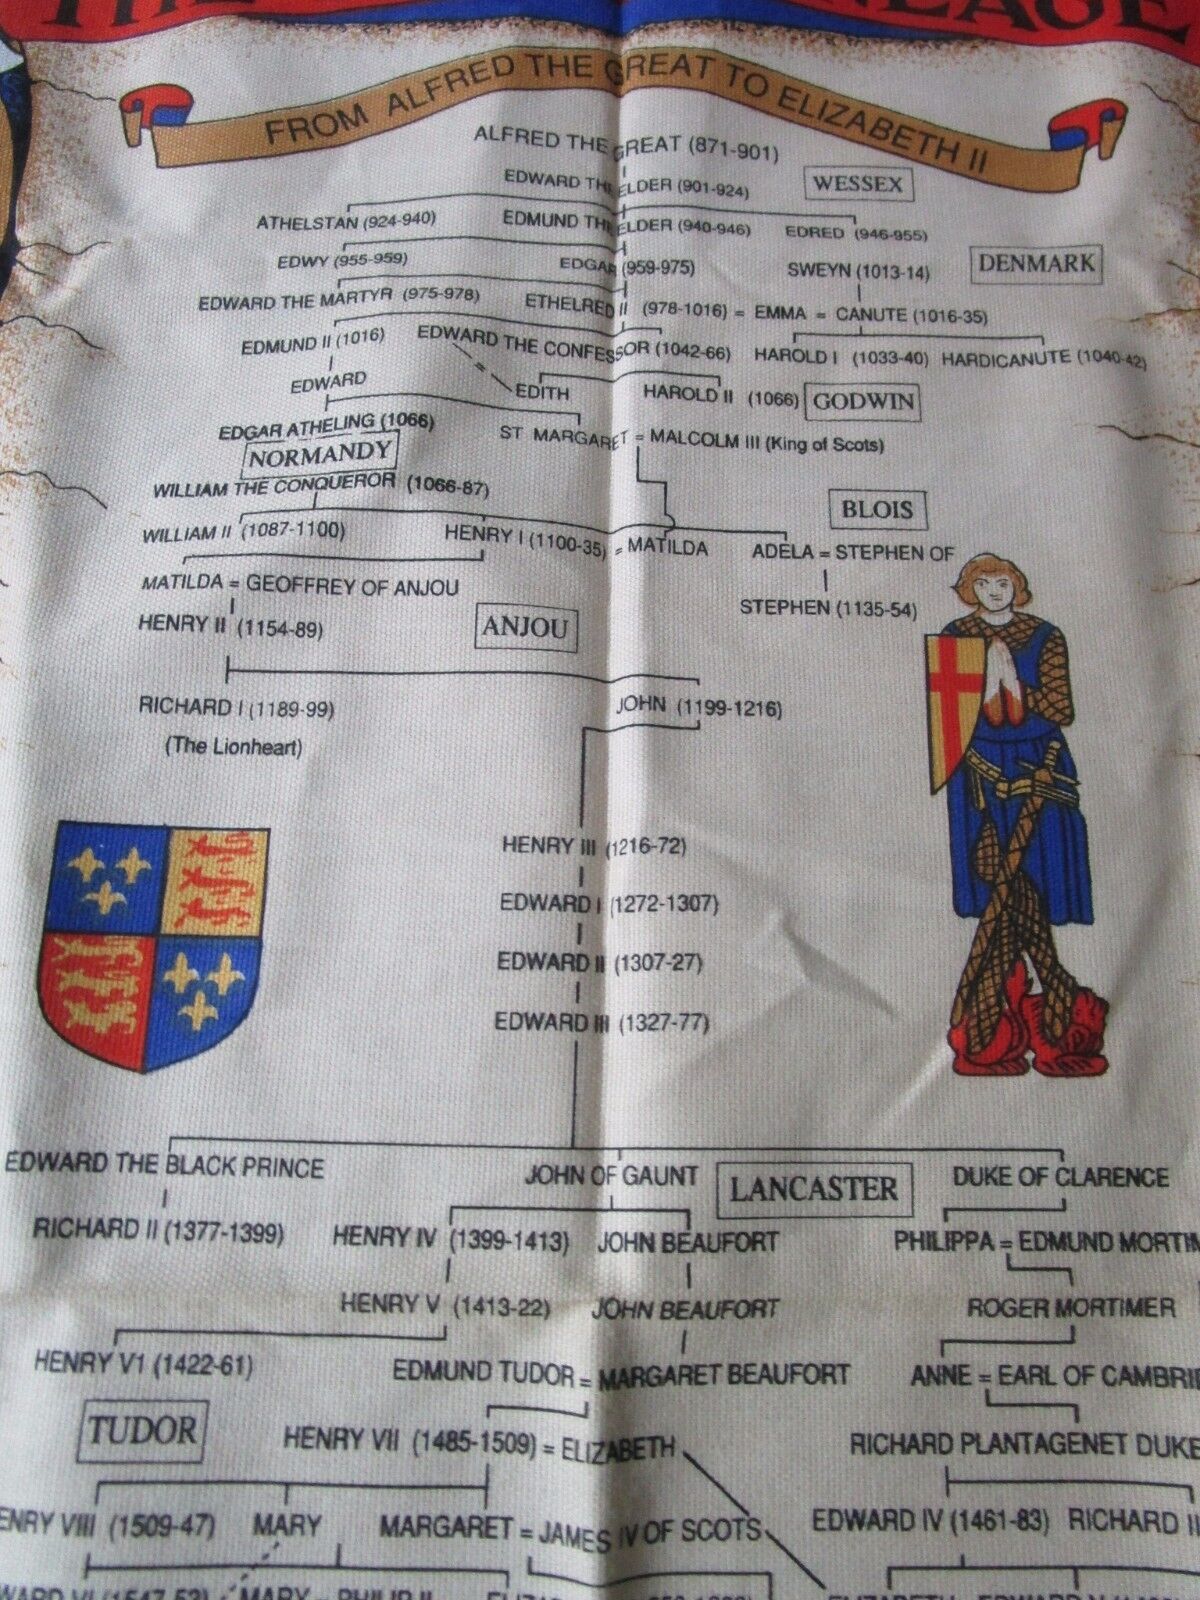 FROM ALFRED THE GREAT TO ELIZABETH II
ALFRED THE GREAT (871-901)
EDWARD THE ELDER (901-924) WESSEX
ATHELSTAN (924-940) EDMUND THE ELDER (940-946) EDRED (946-955)
EDWY (955-959) EDGAR (959-975) SWEYN (1013-14) DENMARK
EDWARD THE MARTYR (975-978) ETHELRED II (978-1016) = EMMA = CANUTE (1016-35)
EDMUND II (1016) EDWARD THE CONFESSOR (1042-66) HAROLD I (1033-40) HARDICANUTE (1040-42)
EDWARD = EDITH HAROLD II (1066) GODWIN
EDGAR ATHELING (1066) ST MARGARET = MALCOLM III (King of Scots)
NORMANDY
WILLIAM THE CONQUEROR (1066-87)
BLOIS
WILLIAM II (1087-1100) HENRY I (1100-35) = MATILDA ADELA = STEPHEN OF
MATILDA = GEOFFREY OF ANJOU
STEPHEN (1135-54)
HENRY II (1154-89) ANJOU
RICHARD I (1189-99) JOHN (1199-1216)
(The Lionheart)
HENRY III (1216-72)
EDWARD I (1272-1307)
EDWARD II (1307-27)
EDWARD III (1327-77)
EDWARD THE BLACK PRINCE JOHN OF GAUNT LANCASTER DUKE OF CLARENCE
RICHARD II (1377-1399) HENRY IV (1399-1413) JOHN BEAUFORT PHILIPPA = EDMUND MORTIM
HENRY V (1413-22) JOHN BEAUFORT ROGER MORTIMER
HENRY V1 (1422-61) EDMUND TUDOR = MARGARET BEAUFORT ANNE = EARL OF CAMBRI
TUDOR HENRY VII (1485-1509) = ELIZABETH RICHARD PLANTAGENET DUKE
ENRY VIII (1509-47) MARY MARGARET = JAMES IV OF SCOTS EDWARD IV (1461-83) RICHARD II
MARY = PHILIP II